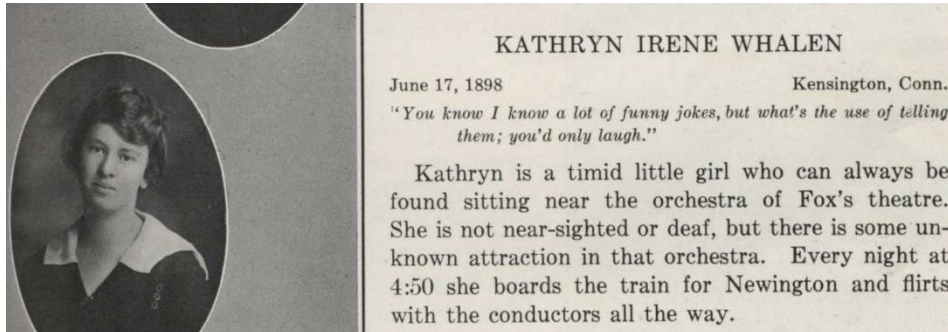 KATHRYN IRENE WHALEN
June 17, 1898 Kensington, Conn.
"You know I know a lot of funny jokes, but what's the use of telling
them; you'd only laugh."
Kathryn is a timid little girl who can always be
found sitting near the orchestra of Fox's theatre.
She is not near-sighted or deaf, but there is some un-
known attraction in that orchestra. Every night at
4:50 she boards the train for Newington and flirts
with the conductors all the way.